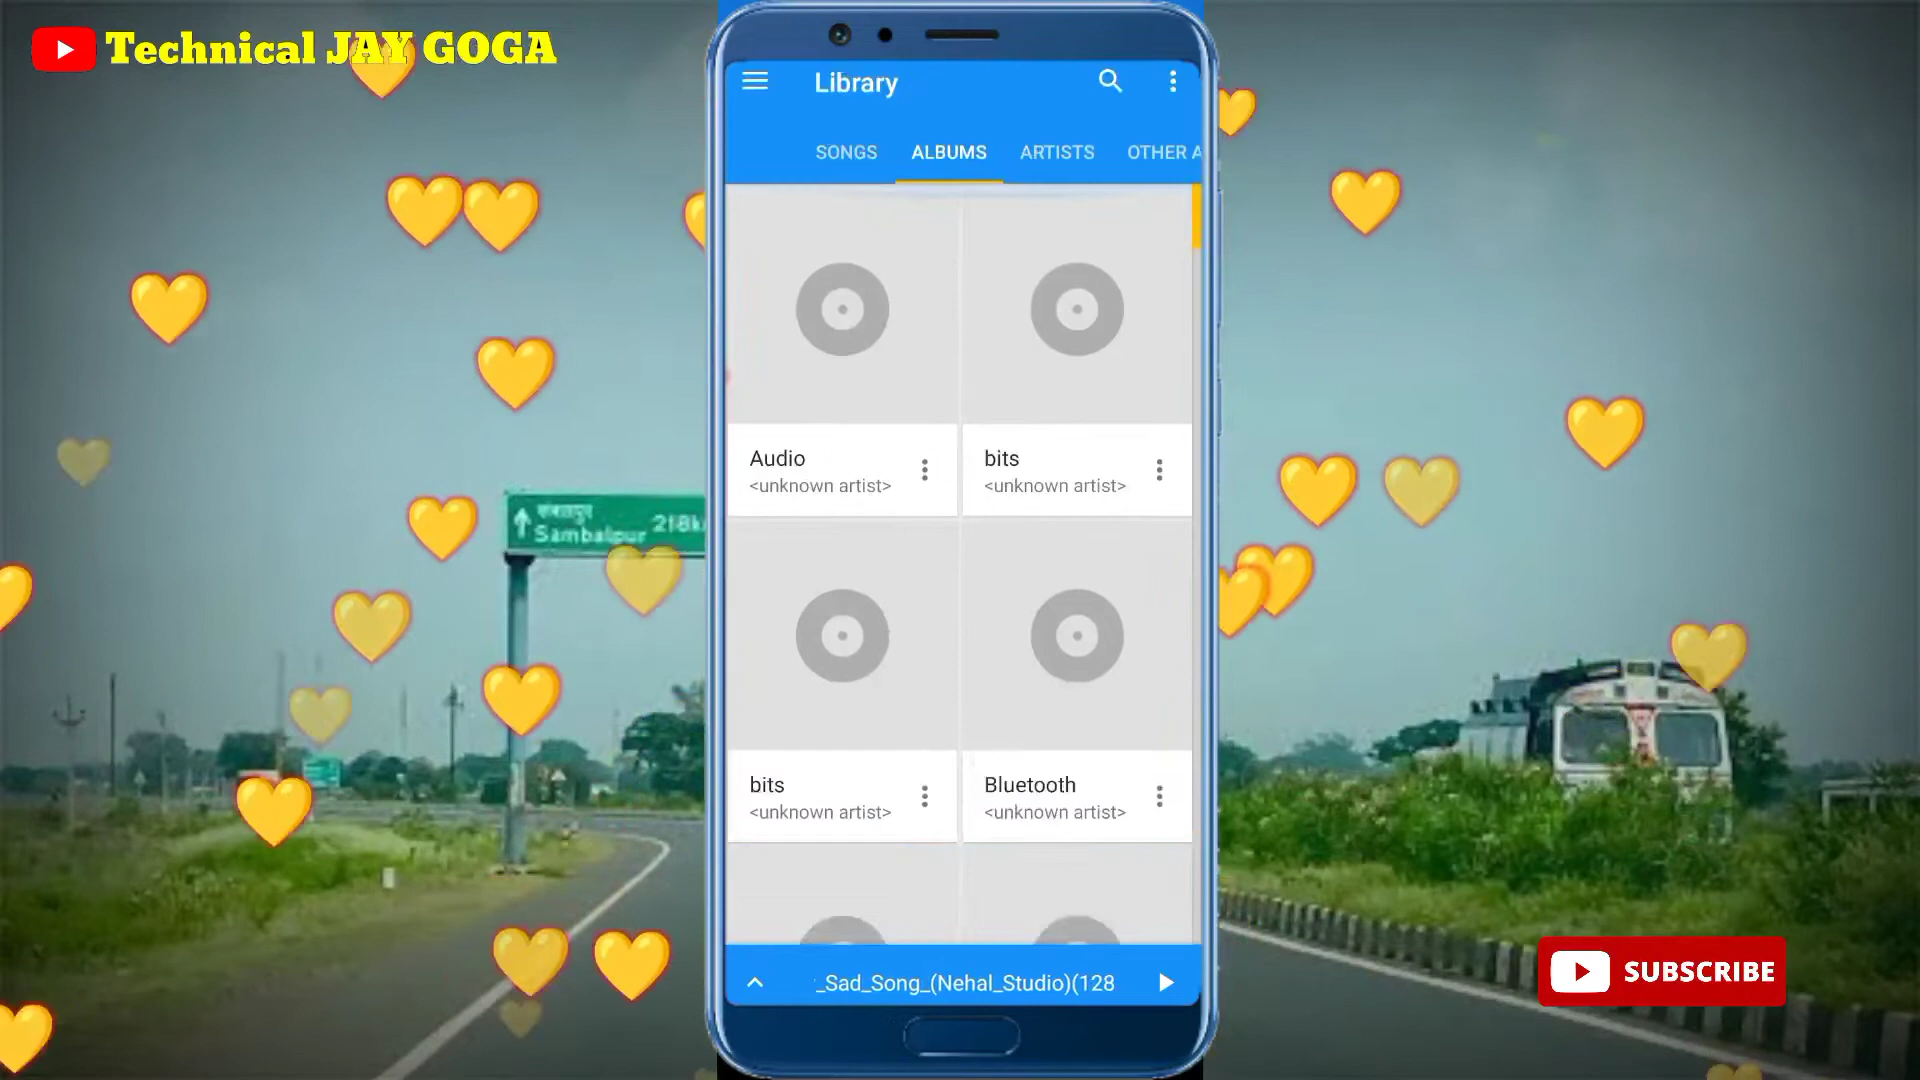 Technical JAY GOGA
Library
SONGS ALBUMS ARTISTS OTHER A
Audio
<unknown artist>
bits
<unknown artist>
bits
<unknown artist>
Bluetooth
<unknown artist>
_Sad_Song_(Nehal_Studio)(128
Sambalpur 218k
SUBSCRIBE